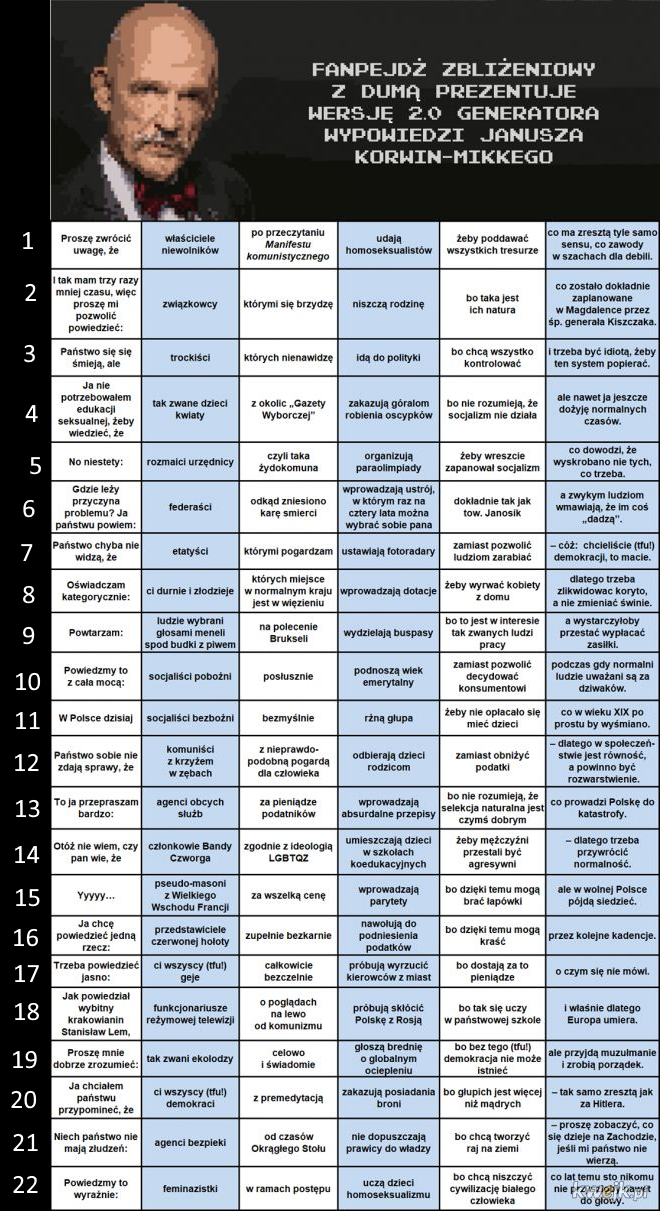 FANPEJDŻ ZBLIŻENIOWY
Z DUMĄ PREZENTUJE
WERSJĘ 2.0 GENERATORA
WYPOWIEDZI JANUSZA
KORWIN-MIKKEGO
1
Proszę zwrócić
uwagę, że
właściciele
niewolników
po przeczytaniu
Manifestu
komunistycznego
udają
homoseksualistów
żeby poddawać
wszystkich tresurze
co ma zresztą tyle samo
sensu, co zawody
w szachach dla debili.
2
I tak mam trzy razy
mniej czasu, więc
proszę mi
pozwolić
powiedzieć:
związkowcy
którymi się brzydzę
niszczą rodzinę
bo taka jest
ich natura
co zostało dokładnie
zaplanowane
w Magdalence przez
śp. generała Kiszczaka.
3
Państwo się się
śmieją, ale
trockiści
których nienawidzę
idą do polityki
bo chcą wszystko
kontrolować
i trzeba być idiotą, żeby
ten system popierać.
4
Ja nie
potrzebowałem
edukacji
seksualnej, żeby
wiedzieć, że
tak zwane dzieci
kwiaty
z okolic „Gazety
Wyborczej”
zakazują góralom
robienia oscypków
bo nie rozumieją, że
socjalizm nie działa
ale nawet ja jeszcze
dożyję normalnych
czasów.
5
No niestety:
rozmaici urzędnicy
czyli taka
żydokomuna
organizują
paraolimpiady
żeby wreszcie
zapanował socjalizm
co dowodzi, że
wyskrobano nie tych,
co trzeba.
6
Gdzie leży
przyczyna
problemu? Ja
państwu powiem:
federaści
odkąd zniesiono
karę smierci
wprowadzają ustrój,
w którym raz na
cztery lata można
wybrać sobie pana
dokładnie tak jak
tow. Janosik
a zwykym ludziom
wmawiają, że im coś
„dadzą”.
7
Państwo chyba nie
widzą, że
etatyści
którymi pogardzam
ustawiają fotoradary
zamiast pozwolić
ludziom zarabiać
– cóż: chcieliście (tfu!)
demokracji, to macie.
8
Oświadczam
kategorycznie:
ci durnie i złodzieje
których miejsce
w normalnym kraju
jest w więzieniu
wprowadzają dotacje
żeby wyrwać kobiety
z domu
dlatego trzeba
zlikwidowac koryto,
a nie zmieniać świnie.
9
Powtarzam:
ludzie wybrani
głosami meneli
spod budki z piwem
na polecenie
Brukseli
wydzielają buspasy
bo to jest w interesie
tak zwanych ludzi
pracy
a wystarczyłoby
przestać wypłacać
zasiłki.
10
Powiedzmy to
z cała mocą:
socjaliści pobożni
posłusznie
podnoszą wiek
emerytalny
zamiast pozwolić
decydować
konsumentowi
podczas gdy normalni
ludzie uważani są za
dziwaków.
11
W Polsce dzisiaj
socjaliści bezbożni
bezmyślnie
rżną głupa
żeby nie opłacało się
mieć dzieci
co w wieku XIX po
prostu by wyśmiano.
12
Państwo sobie nie
zdają sprawy, że
komuniści
z krzyżem
w zębach
z nieprawdo-
podobną pogardą
dla człowieka
odbierają dzieci
rodzicom
zamiast obniżyć
podatki
– dlatego w społeczeń-
stwie jest równość,
a powinno być
rozwarstwienie.
13
To ja przepraszam
bardzo:
agenci obcych
służb
za pieniądze
podatników
wprowadzają
absurdalne przepisy
bo nie rozumieją, że
selekcja naturalna jest
czymś dobrym
co prowadzi Polskę do
katastrofy.
14
Otóż nie wiem, czy
pan wie, że
członkowie Bandy
Czworga
zgodnie z ideologią
LGBTQZ
umieszczają dzieci
w szkołach
koedukacyjnych
żeby mężczyźni
przestali być
agresywni
– dlatego trzeba
przywrócić
normalność.
15
Yyyyy...
pseudo-masoni
z Wielkiego
Wschodu Francji
za wszelką cenę
wprowadzają
parytety
bo dzięki temu mogą
brać łapówki
ale w wolnej Polsce
pójdą siedzieć.
16
Ja chcę
powiedzieć jedną
rzecz:
przedstawiciele
czerwonej hołoty
zupełnie bezkarnie
nawołują do
podniesienia
podatków
bo dzięki temu mogą
kraść
przez kolejne kadencje.
17
Trzeba powiedzieć
jasno:
ci wszyscy (tfu!)
geje
całkowicie
bezczelnie
próbują wyrzucić
kierowców z miast
bo dostają za to
pieniądze
o czym się nie mówi.
18
Jak powiedział
wybitny
krakowianin
Stanisław Lem,
funkcjonariusze
reżymowej telewizji
o poglądach
na lewo
od komunizmu
próbują skłócić
Polskę z Rosją
bo tak się uczy
w państwowej szkole
i właśnie dlatego
Europa umiera.
19
Proszę mnie
dobrze zrozumieć:
tak zwani ekolodzy
celowo
i świadomie
głoszą brednię
o globalnym
ociepleniu
bo bez tego (tfu!)
demokracja nie może
istnieć
ale przyjdą muzułmanie
i zrobią porządek.
20
Ja chciałem
państwu
przypomnieć, że
ci wszyscy (tfu!)
demokraci
z premedytacją
zakazują posiadania
broni
bo głupich jest więcej
niż mądrych
– tak samo zresztą jak
za Hitlera.
21
Niech państwo nie
mają złudzeń:
agenci bezpieki
od czasów
Okrągłego Stołu
nie dopuszczają
prawicy do władzy
bo chcą tworzyć
raj na ziemi
– proszę zobaczyć, co
się dzieje na Zachodzie,
jeśli mi państwo nie
wierzą.
22
Powiedzmy to
wyraźnie:
feminazistki
w ramach postępu
uczą dzieci
homoseksualizmu
bo chcą niszczyć
cywilizację białego
człowieka
co lat temu sto nikomu
nie nawet
do głowy.
kwejk.pl